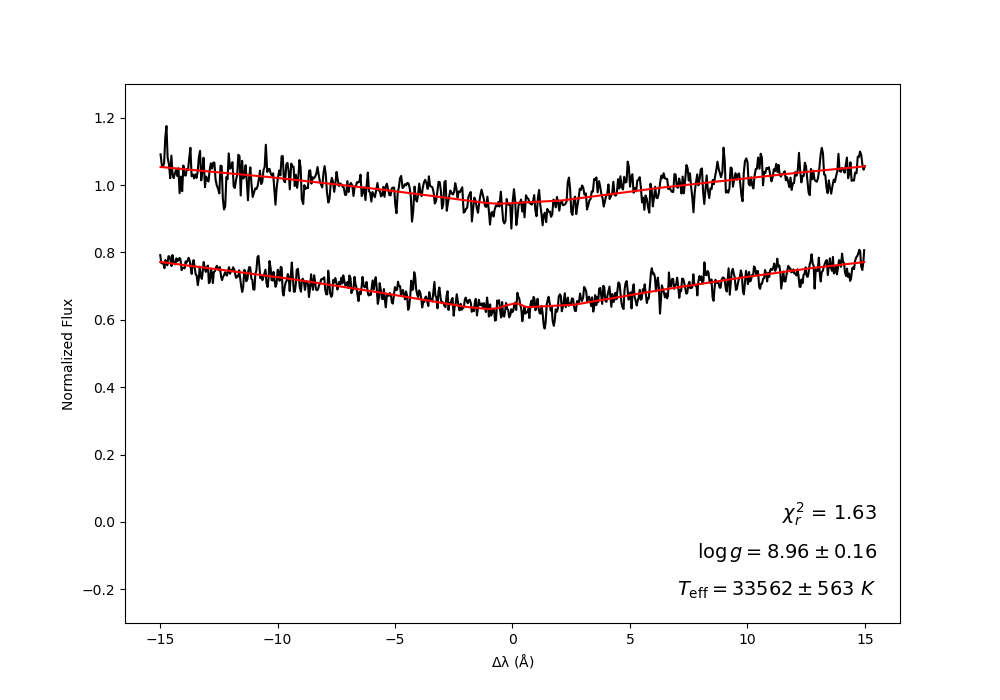 1.2
1.0
0.8
0.6
0.4
0.2
0.0
−0.2
Normalized Flux
χ²ᵣ = 1.63
log g = 8.96 ± 0.16
T_eff = 33562 ± 563 K
−15 −10 −5 0 5 10 15
Δλ (Å)